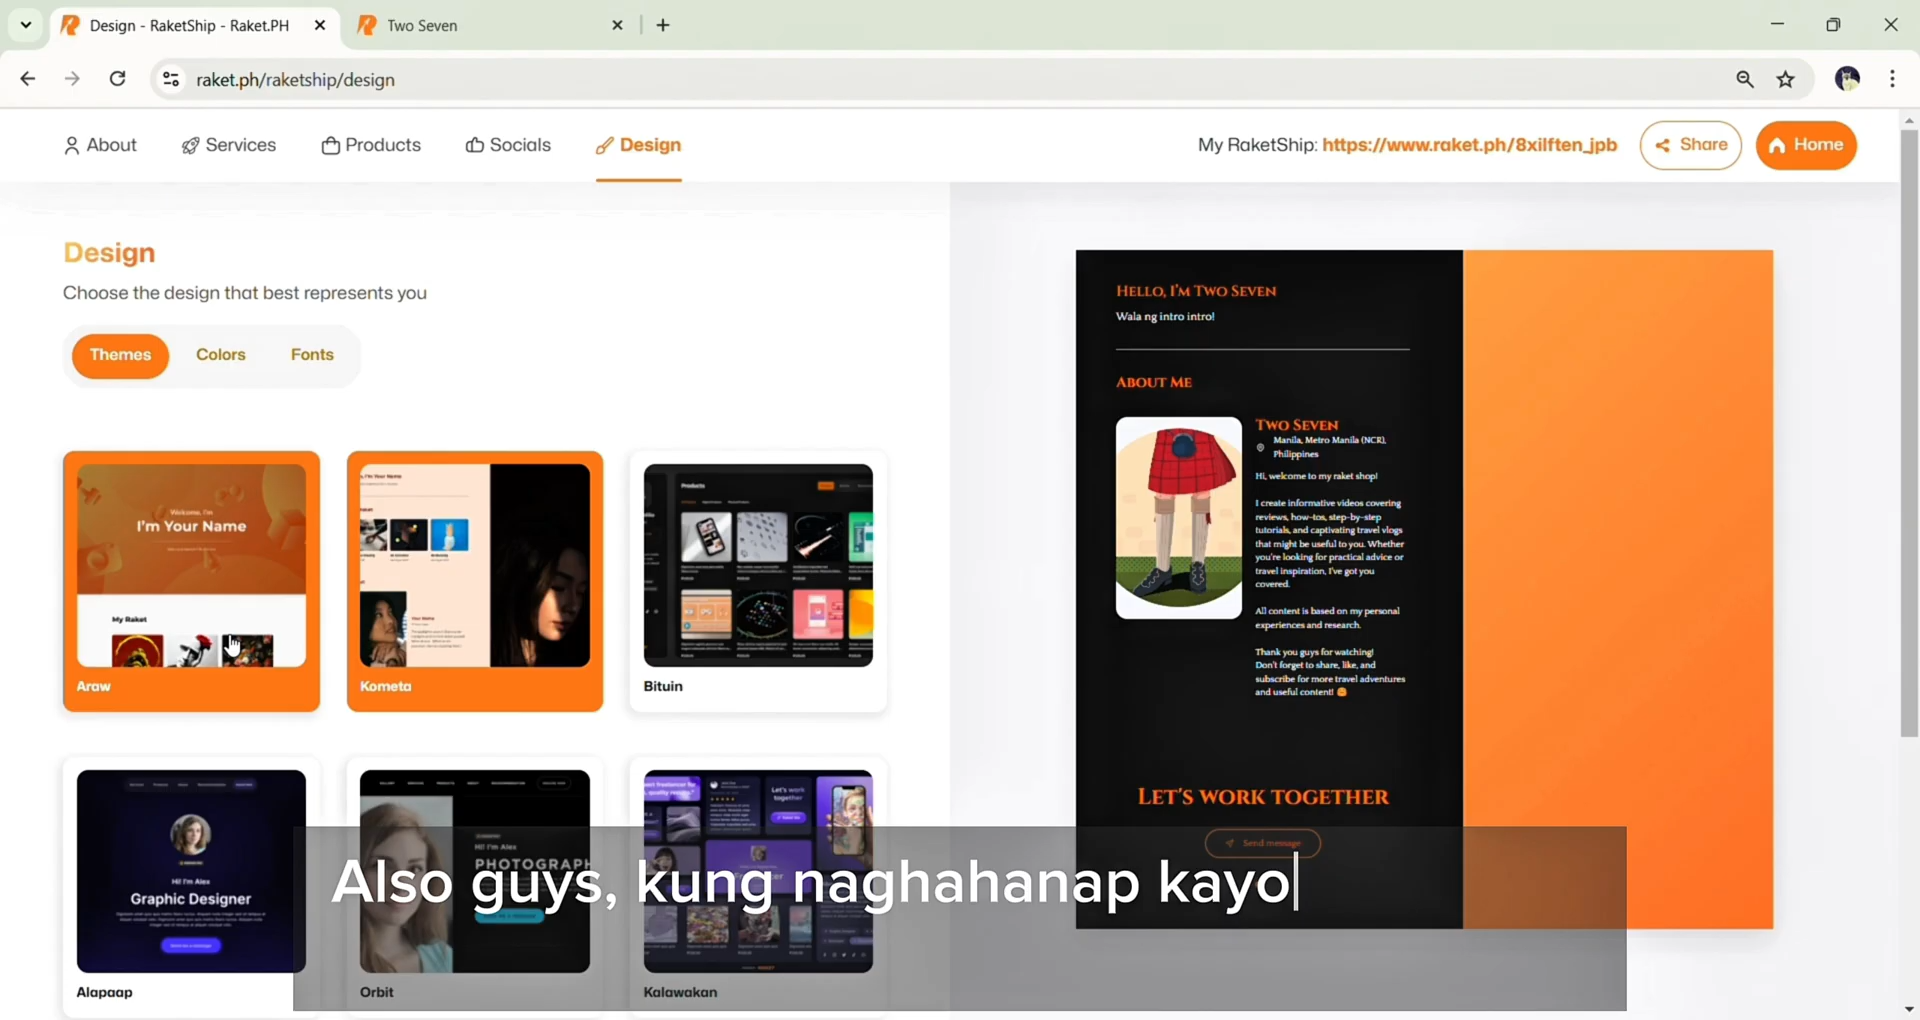 Design - RaketShip - Raket.PH
Two Seven
raket.ph/raketship/design
About
Services
Products
Socials
Design
My RaketShip: https://www.raket.ph/8xilften_jpb
Share
Home
Design
Choose the design that best represents you
Themes
Colors
Fonts
Welcome, I'm
I'm Your Name
My Raket
Araw
Kometa
Products
Bituin
Hi! I'm Alex
Graphic Designer
Alapaap
Hi! I'm Alex
PHOTOGRAPH
Orbit
Let's work
together
Kalawakan
Hello, I'm Two Seven
Wala ng intro intro!
About Me
Two Seven
Manila, Metro Manila (NCR),
Philippines
Hi, welcome to my raket shop!
I create informative videos covering
reviews, how-tos, step-by-step
tutorials, and captivating travel vlogs
that might be useful to you. Whether
you're looking for practical advice or
travel inspiration, I've got you
covered.
All content is based on my personal
experiences and research.
Thank you guys for watching!
Don't forget to share, like, and
subscribe for more travel adventures
and useful content!
Let's work together
Send message
Also guys, kung naghahanap kayo